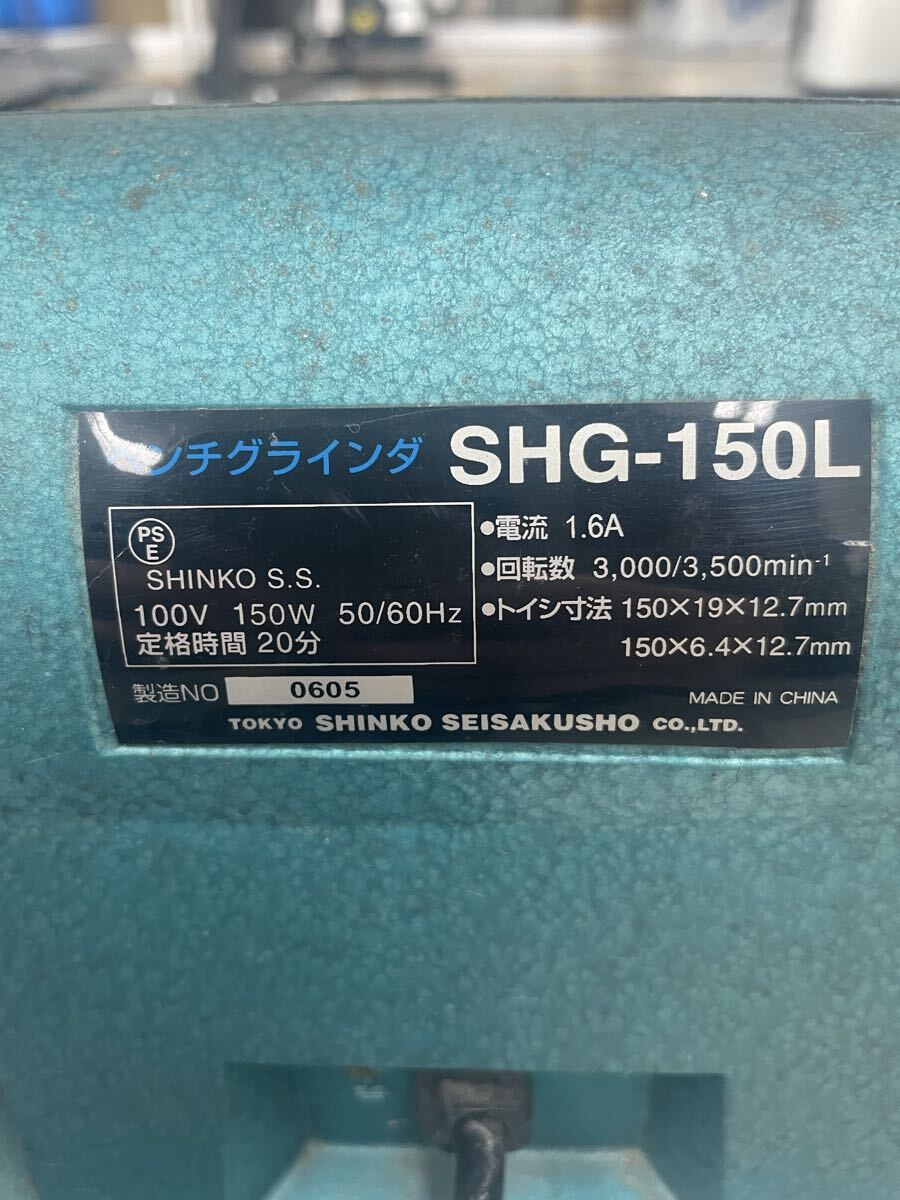 ンチグラインダ SHG-150L
PS
E
SHINKO S.S.
100V 150W 50/60Hz
定格時間 20分
●電流 1.6A
●回転数 3,000/3,500min⁻¹
●トイシ寸法 150×19×12.7mm
150×6.4×12.7mm
製造NO 0605
MADE IN CHINA
TOKYO SHINKO SEISAKUSHO CO.,LTD.